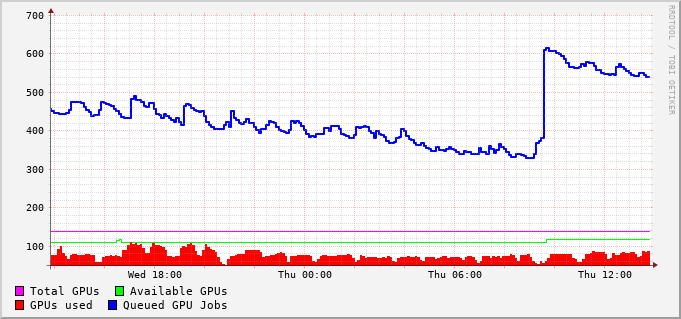 700
600
500
400
300
200
100
Wed 18:00 Thu 00:00 Thu 06:00 Thu 12:00
Total GPUs Available GPUs
GPUs used Queued GPU Jobs
RRDTOOL / TOBI OETIKER